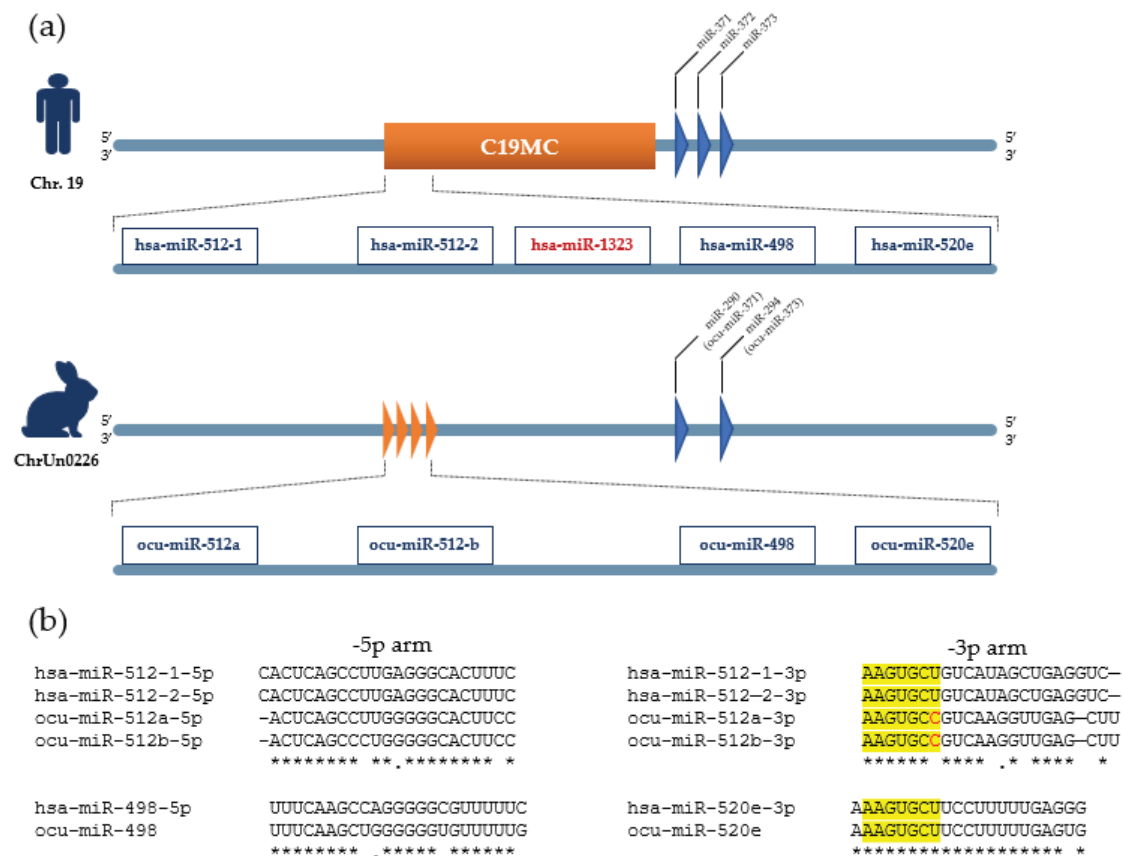 (a)
miR-371
miR-372
miR-373
5′
3′
C19MC
5′
3′
Chr. 19
hsa-miR-512-1
hsa-miR-512-2
hsa-miR-1323
hsa-miR-498
hsa-miR-520e
miR-290
(ocu-miR-371)
miR-294
(ocu-miR-373)
5′
3′
5′
3′
ChrUn0226
ocu-miR-512a
ocu-miR-512-b
ocu-miR-498
ocu-miR-520e
(b)
-5p arm
hsa-miR-512-1-5p CACUCAGCCUUGAGGGCACUUUC
hsa-miR-512-2-5p CACUCAGCCUUGAGGGCACUUUC
ocu-miR-512a-5p -ACUCAGCCUUGGGGGCACUUCC
ocu-miR-512b-5p -ACUCAGCCCUGGGGGCACUUCC
******** **.******** *
hsa-miR-498-5p UUUCAAGCCAGGGGGCGUUUUUC
ocu-miR-498 UUUCAAGCUGGGGGGUGUUUUUG
******** .***** ******
-3p arm
hsa-miR-512-1-3p AAGUGCUGUCAUAGCUGAGGUC-
hsa-miR-512-2-3p AAGUGCUGUCAUAGCUGAGGUC-
ocu-miR-512a-3p AAGUGCCGUCAAGGUUGAG-CUU
ocu-miR-512b-3p AAGUGCCGUCAAGGUUGAG-CUU
****** **** .* **** *
hsa-miR-520e-3p AAAGUGCUUCCUUUUUGAGGG
ocu-miR-520e AAAGUGCUUCCUUUUUGAGUG
******************* *